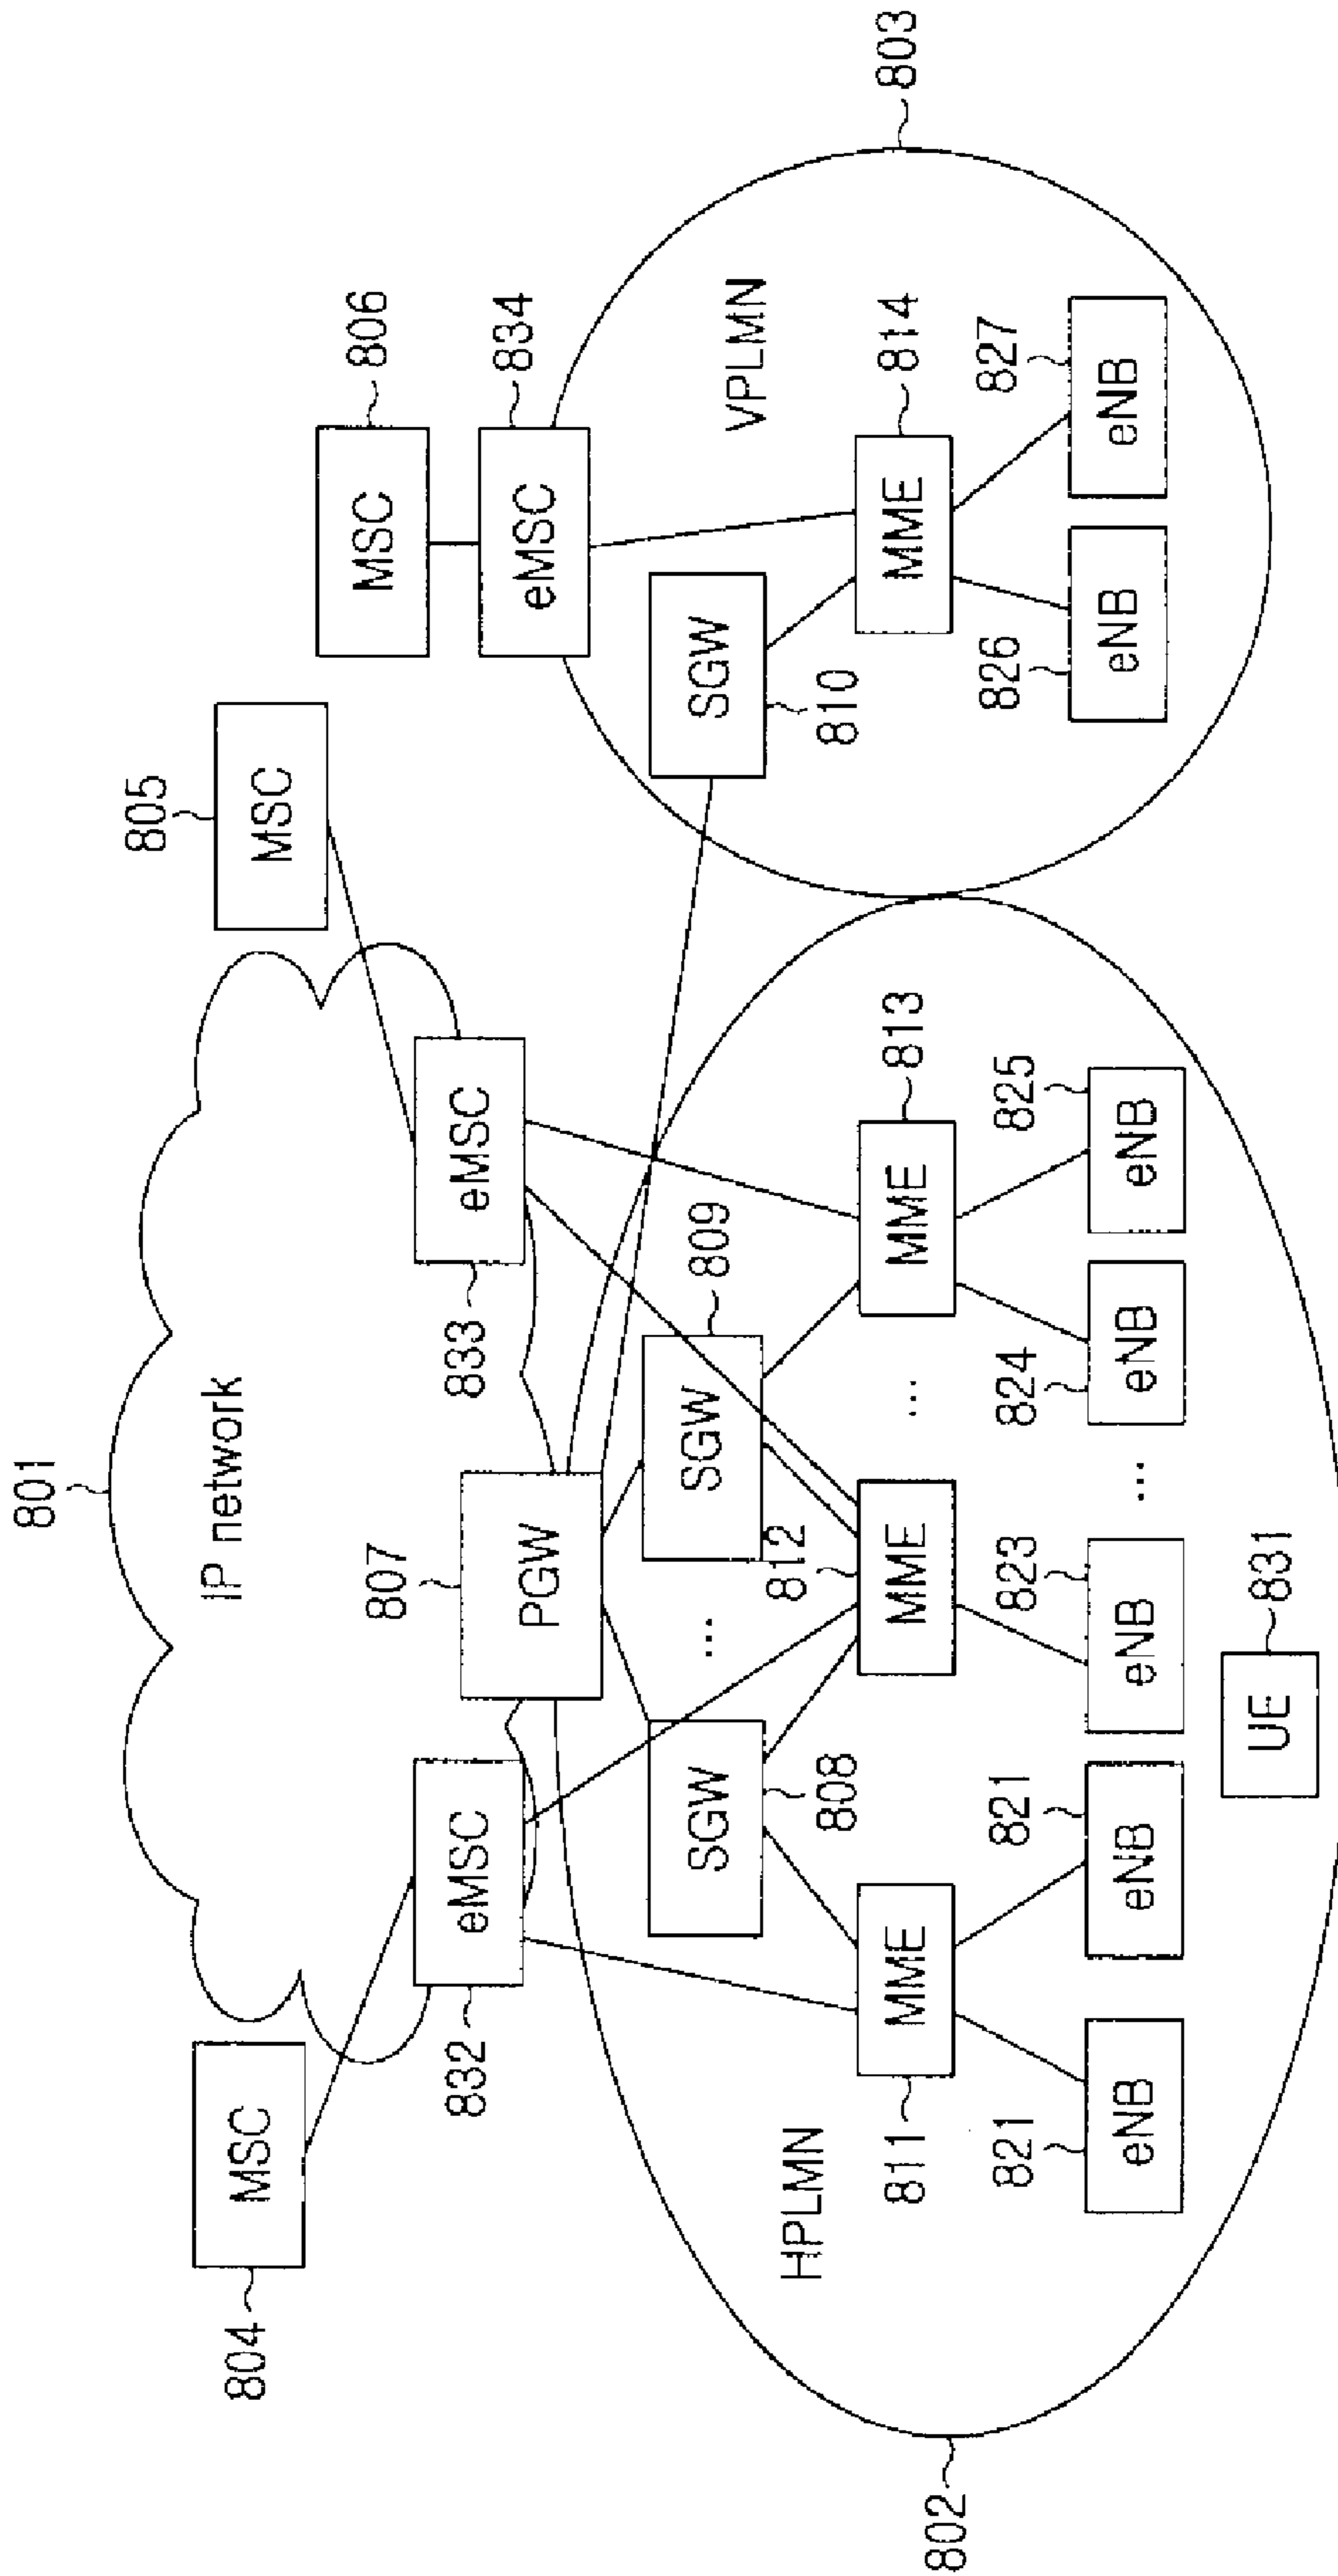 801
IP network
804
MSC
805
MSC
MSC
806
832
eMSC
807
PGW
833
eMSC
eMSC
834
803
HPLMN
SGW
808
...
SGW
809
SGW
810
VPLMN
811
MME
812
MME
...
MME
813
MME
814
821
eNB
821
eNB
823
eNB
...
824
eNB
825
eNB
826
eNB
827
eNB
UE
831
802